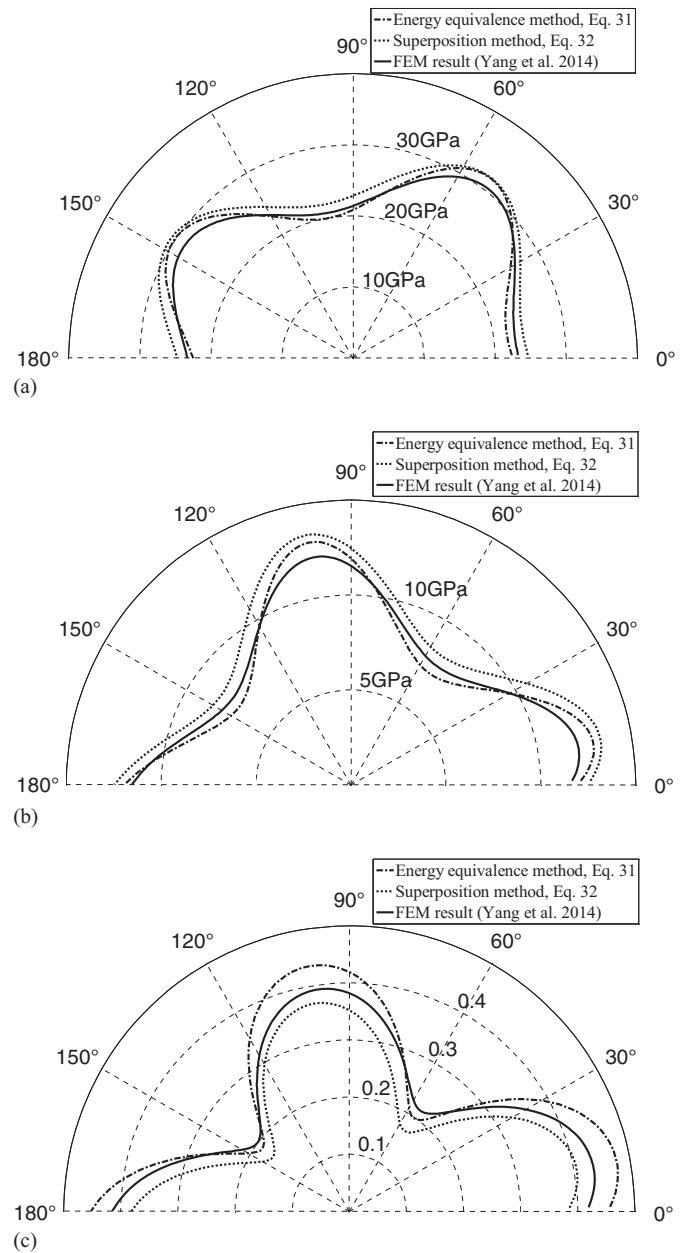 Energy equivalence method, Eq. 31
Superposition method, Eq. 32
FEM result (Yang et al. 2014)
90°
120°
60°
30GPa
150°
30°
20GPa
10GPa
180°
0°
(a)
Energy equivalence method, Eq. 31
Superposition method, Eq. 32
FEM result (Yang et al. 2014)
90°
120°
60°
10GPa
150°
30°
5GPa
180°
0°
(b)
Energy equivalence method, Eq. 31
Superposition method, Eq. 32
FEM result (Yang et al. 2014)
90°
120°
60°
0.4
0.3
150°
30°
0.2
0.1
180°
0°
(c)